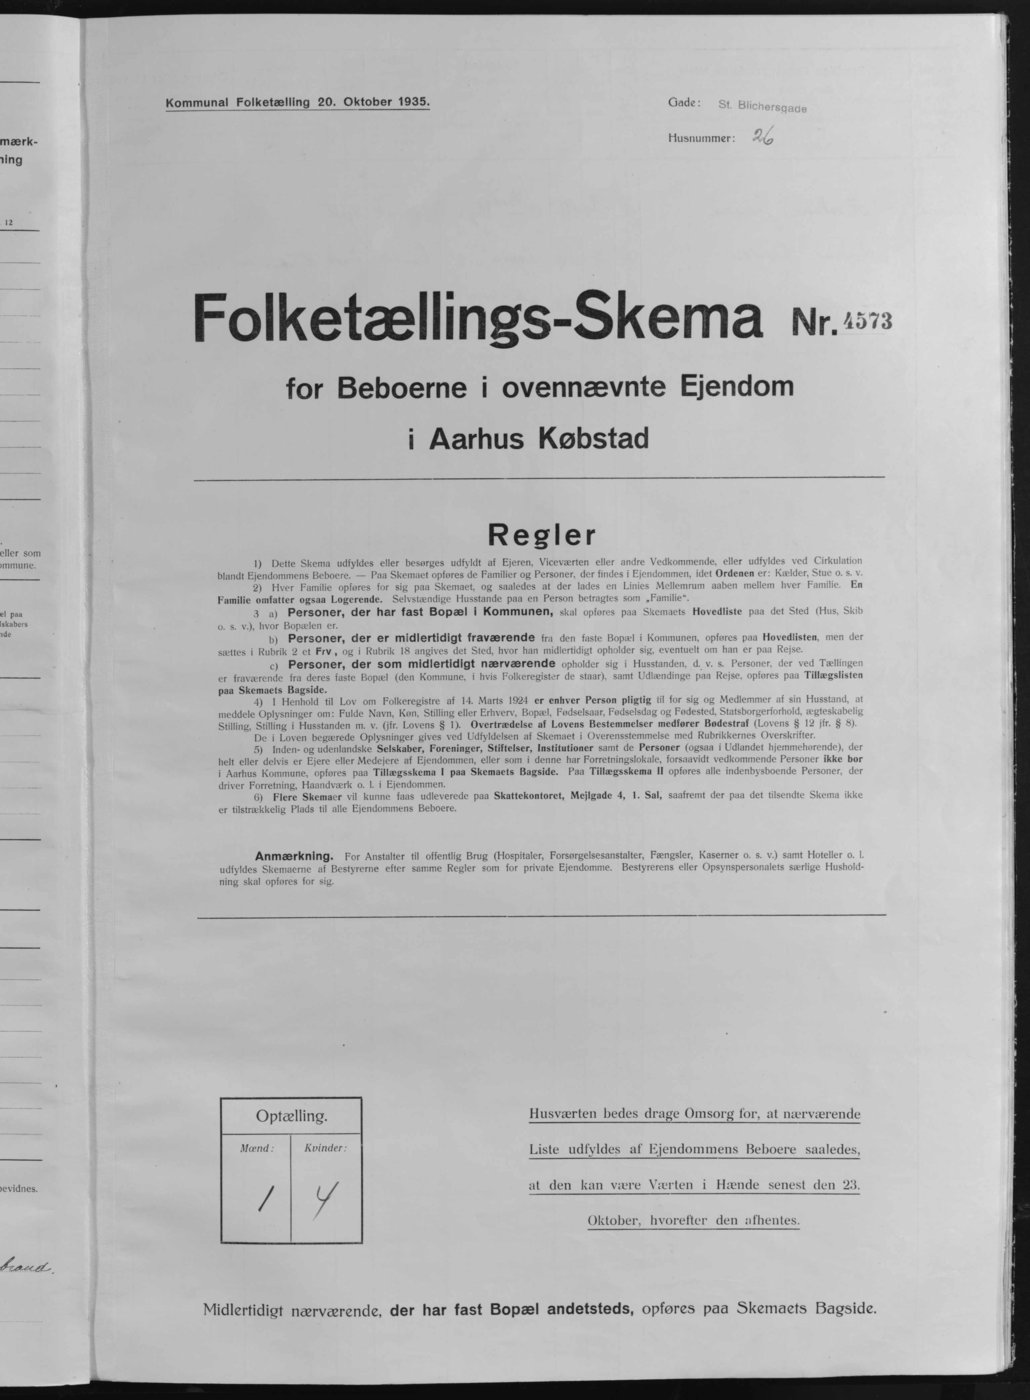 mærk-
ning
12
eller som
ommune.
el paa
lskabers
nde
bevidnes.
Kommunal Folketælling 20. Oktober 1935.
Gade: St. Blichersgade
Husnummer: 26
Folketællings-Skema Nr. 4573
for Beboerne i ovennævnte Ejendom
i Aarhus Købstad
Regler
1) Dette Skema udfyldes eller besørges udfyldt af Ejeren, Viceværten eller andre Vedkommende, eller udfyldes ved Cirkulation
blandt Ejendommens Beboere. — Paa Skemaet opføres de Familier og Personer, der findes i Ejendommen, idet Ordenen er: Kælder, Stue o. s. v.
2) Hver Familie opføres for sig paa Skemaet, og saaledes at der lades en Linies Mellemrum aaben mellem hver Familie. En
Familie omfatter ogsaa Logerende. Selvstændige Husstande paa en Person betragtes som „Familie".
3 a) Personer, der har fast Bopæl i Kommunen, skal opføres paa Skemaets Hovedliste paa det Sted (Hus, Skib
o. s. v.), hvor Bopælen er.
b) Personer, der er midlertidigt fraværende fra den faste Bopæl i Kommunen, opføres paa Hovedlisten, men der
sættes i Rubrik 2 et Frv, og i Rubrik 18 angives det Sted, hvor han midlertidigt opholder sig, eventuelt om han er paa Rejse.
c) Personer, der som midlertidigt nærværende opholder sig i Husstanden, d. v. s. Personer, der ved Tællingen
er fraværende fra deres faste Bopæl (den Kommune, i hvis Folkeregister de staar), samt Udlændinge paa Rejse, opføres paa Tillægslisten
paa Skemaets Bagside.
4) I Henhold til Lov om Folkeregistre af 14. Marts 1924 er enhver Person pligtig til for sig og Medlemmer af sin Husstand, at
meddele Oplysninger om: Fulde Navn, Køn, Stilling eller Erhverv, Bopæl, Fødselsaar, Fødselsdag og Fødested, Statsborgerforhold, ægteskabelig
Stilling, Stilling i Husstanden m. v. (jfr. Lovens § 1). Overtrædelse af Lovens Bestemmelser medfører Bødestraf (Lovens § 12 jfr. § 8).
De i Loven begærede Oplysninger gives ved Udfyldelsen af Skemaet i Overensstemmelse med Rubrikkernes Overskrifter.
5) Inden- og udenlandske Selskaber, Foreninger, Stiftelser, Institutioner samt de Personer (ogsaa i Udlandet hjemmehørende), der
helt eller delvis er Ejere eller Medejere af Ejendommen, eller som i denne har Forretningslokale, forsaavidt vedkommende Personer ikke bor
i Aarhus Kommune, opføres paa Tillægsskema I paa Skemaets Bagside. Paa Tillægsskema II opføres alle indenbysboende Personer, der
driver Forretning, Haandværk o. l. i Ejendommen.
6) Flere Skemaer vil kunne faas udleverede paa Skattekontoret, Mejlgade 4, 1. Sal, saafremt der paa det tilsendte Skema ikke
er tilstrækkelig Plads til alle Ejendommens Beboere.
Anmærkning. For Anstalter til offentlig Brug (Hospitaler, Forsørgelsesanstalter, Fængsler, Kaserner o. s. v.) samt Hoteller o. l.
udfyldes Skemaerne af Bestyrerne efter samme Regler som for private Ejendomme. Bestyrerens eller Opsynspersonalets særlige Hushold-
ning skal opføres for sig.
Optælling.
Mænd: Kvinder:
1 4
Husværten bedes drage Omsorg for, at nærværende
Liste udfyldes af Ejendommens Beboere saaledes,
at den kan være Værten i Hænde senest den 23.
Oktober, hvorefter den afhentes.
Midlertidigt nærværende, der har fast Bopæl andetsteds, opføres paa Skemaets Bagside.